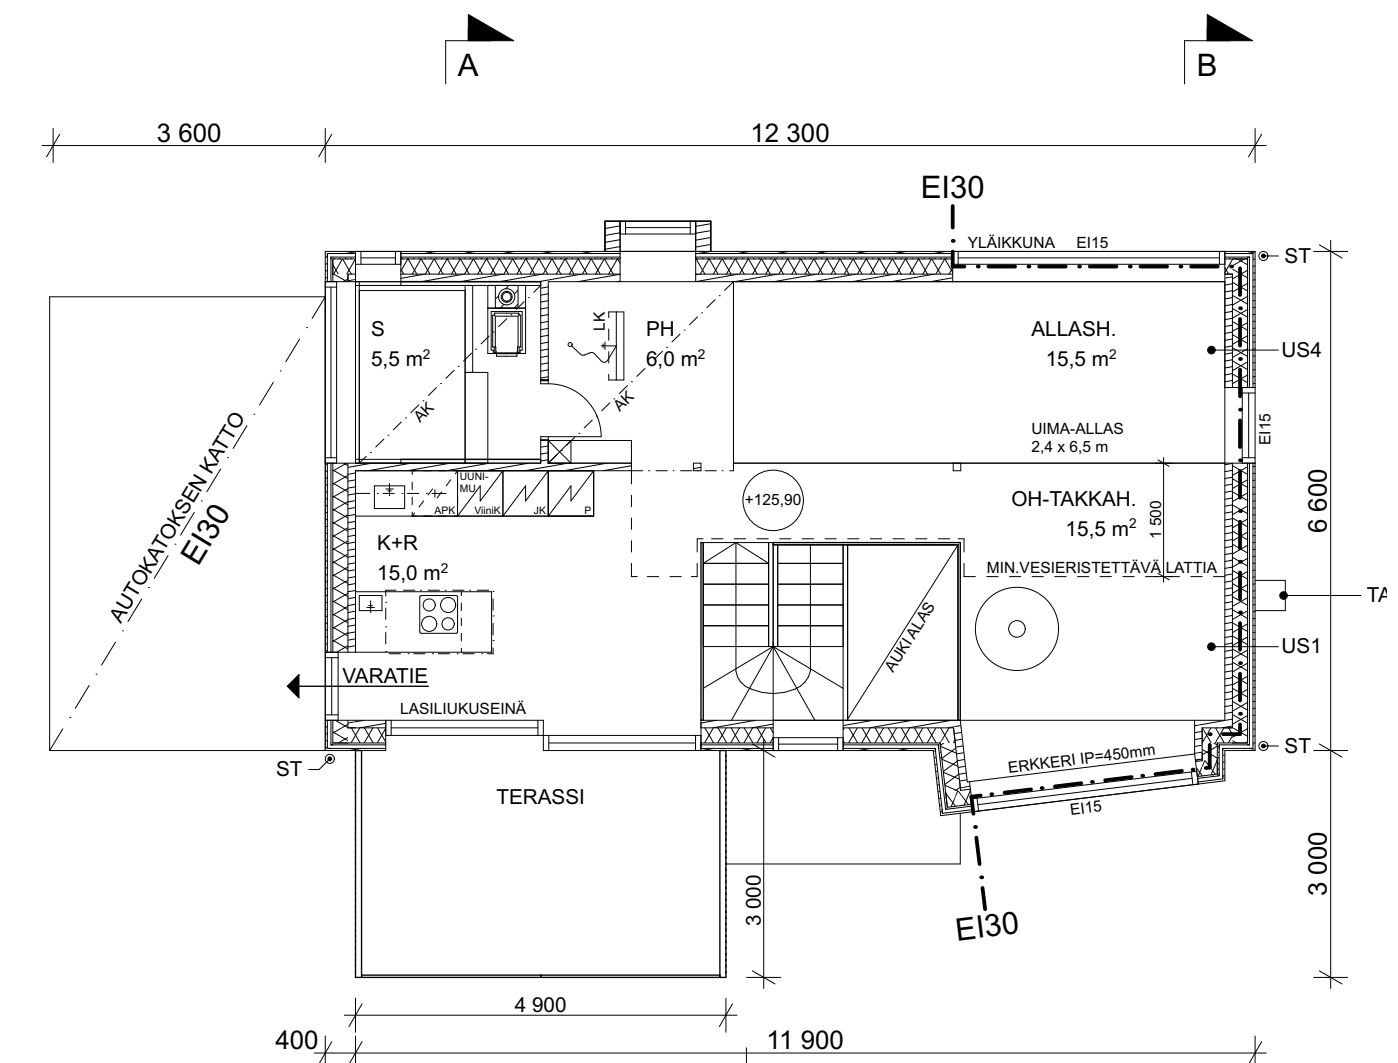 A
B
3 600
12 300
EI30
YLÄIKKUNA EI15
ST
S
5,5 m²
AK
LK
PH
6,0 m²
AK
ALLASH.
15,5 m²
US4
UIMA-ALLAS
2,4 x 6,5 m
EI15
AUTOKATOKSEN KATTO
EI30
UUNI-
MU
APK
ViiniK
JK
P
+125,90
OH-TAKKAH.
15,5 m²
1 500
6 600
K+R
15,0 m²
MIN.VESIERISTETTÄVÄ LATTIA
AUKI ALAS
TA
US1
VARATIE
LASILIUKUSEINÄ
ST
ST
ERKKERI IP=450mm
EI15
TERASSI
3 000
3 000
EI30
4 900
400
11 900